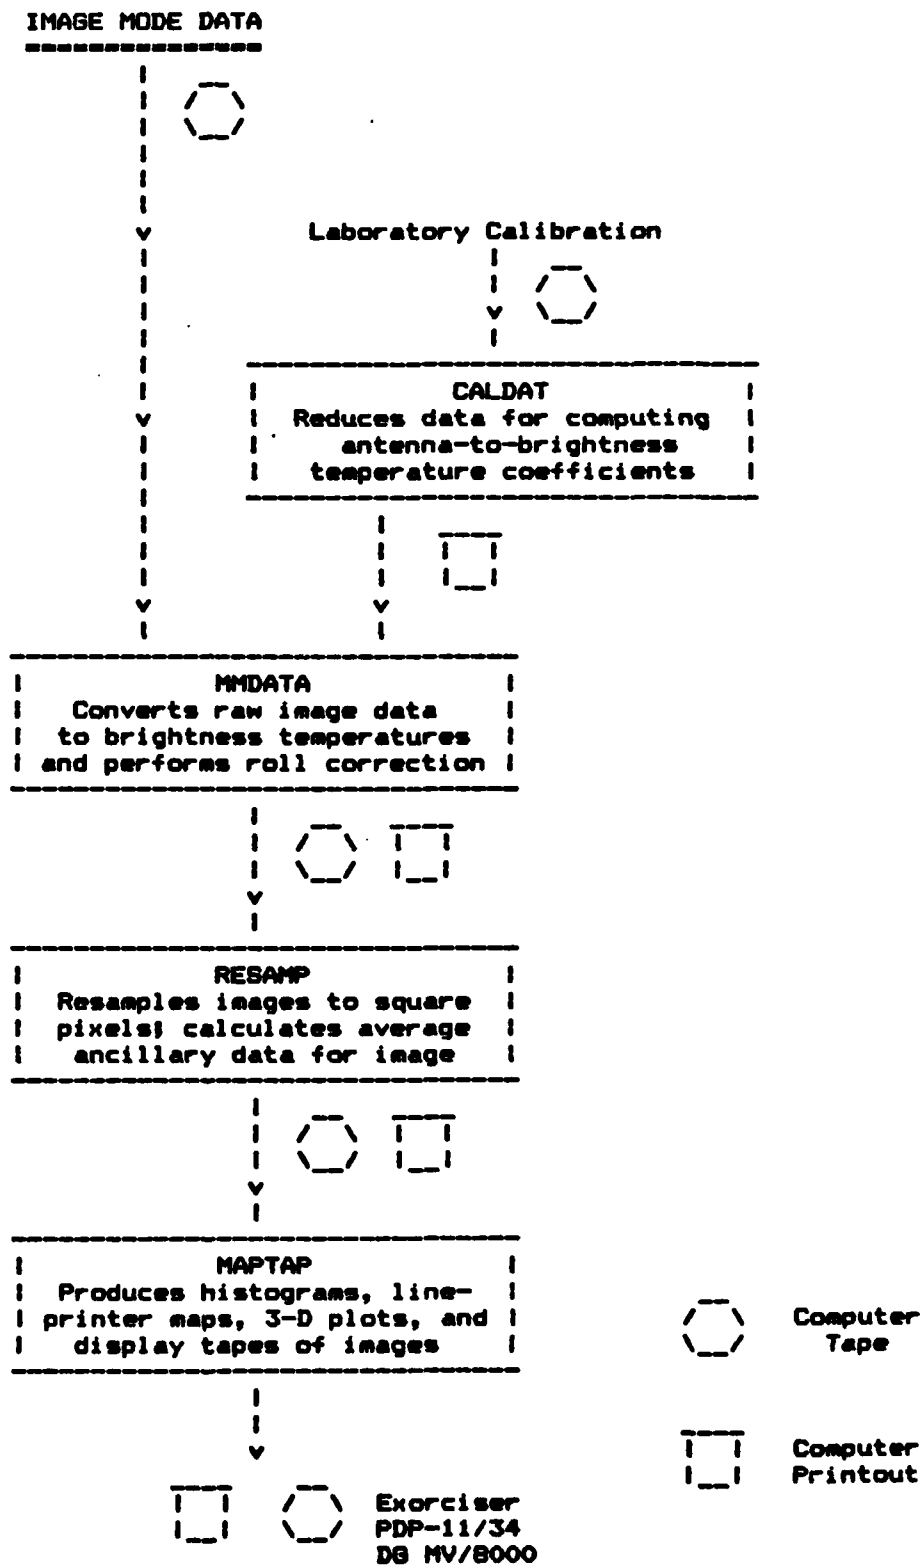 IMAGE MODE DATA
Laboratory Calibration
CALDAT
Reduces data for computing
antenna-to-brightness
temperature coefficients
MMDATA
Converts raw image data
to brightness temperatures
and performs roll correction
RESAMP
Resamples images to square
pixels; calculates average
ancillary data for image
MAPTAP
Produces histograms, line-
printer maps, 3-D plots, and
display tapes of images
Computer
Tape
Computer
Printout
Exorciser
PDP-11/34
DG MV/8000